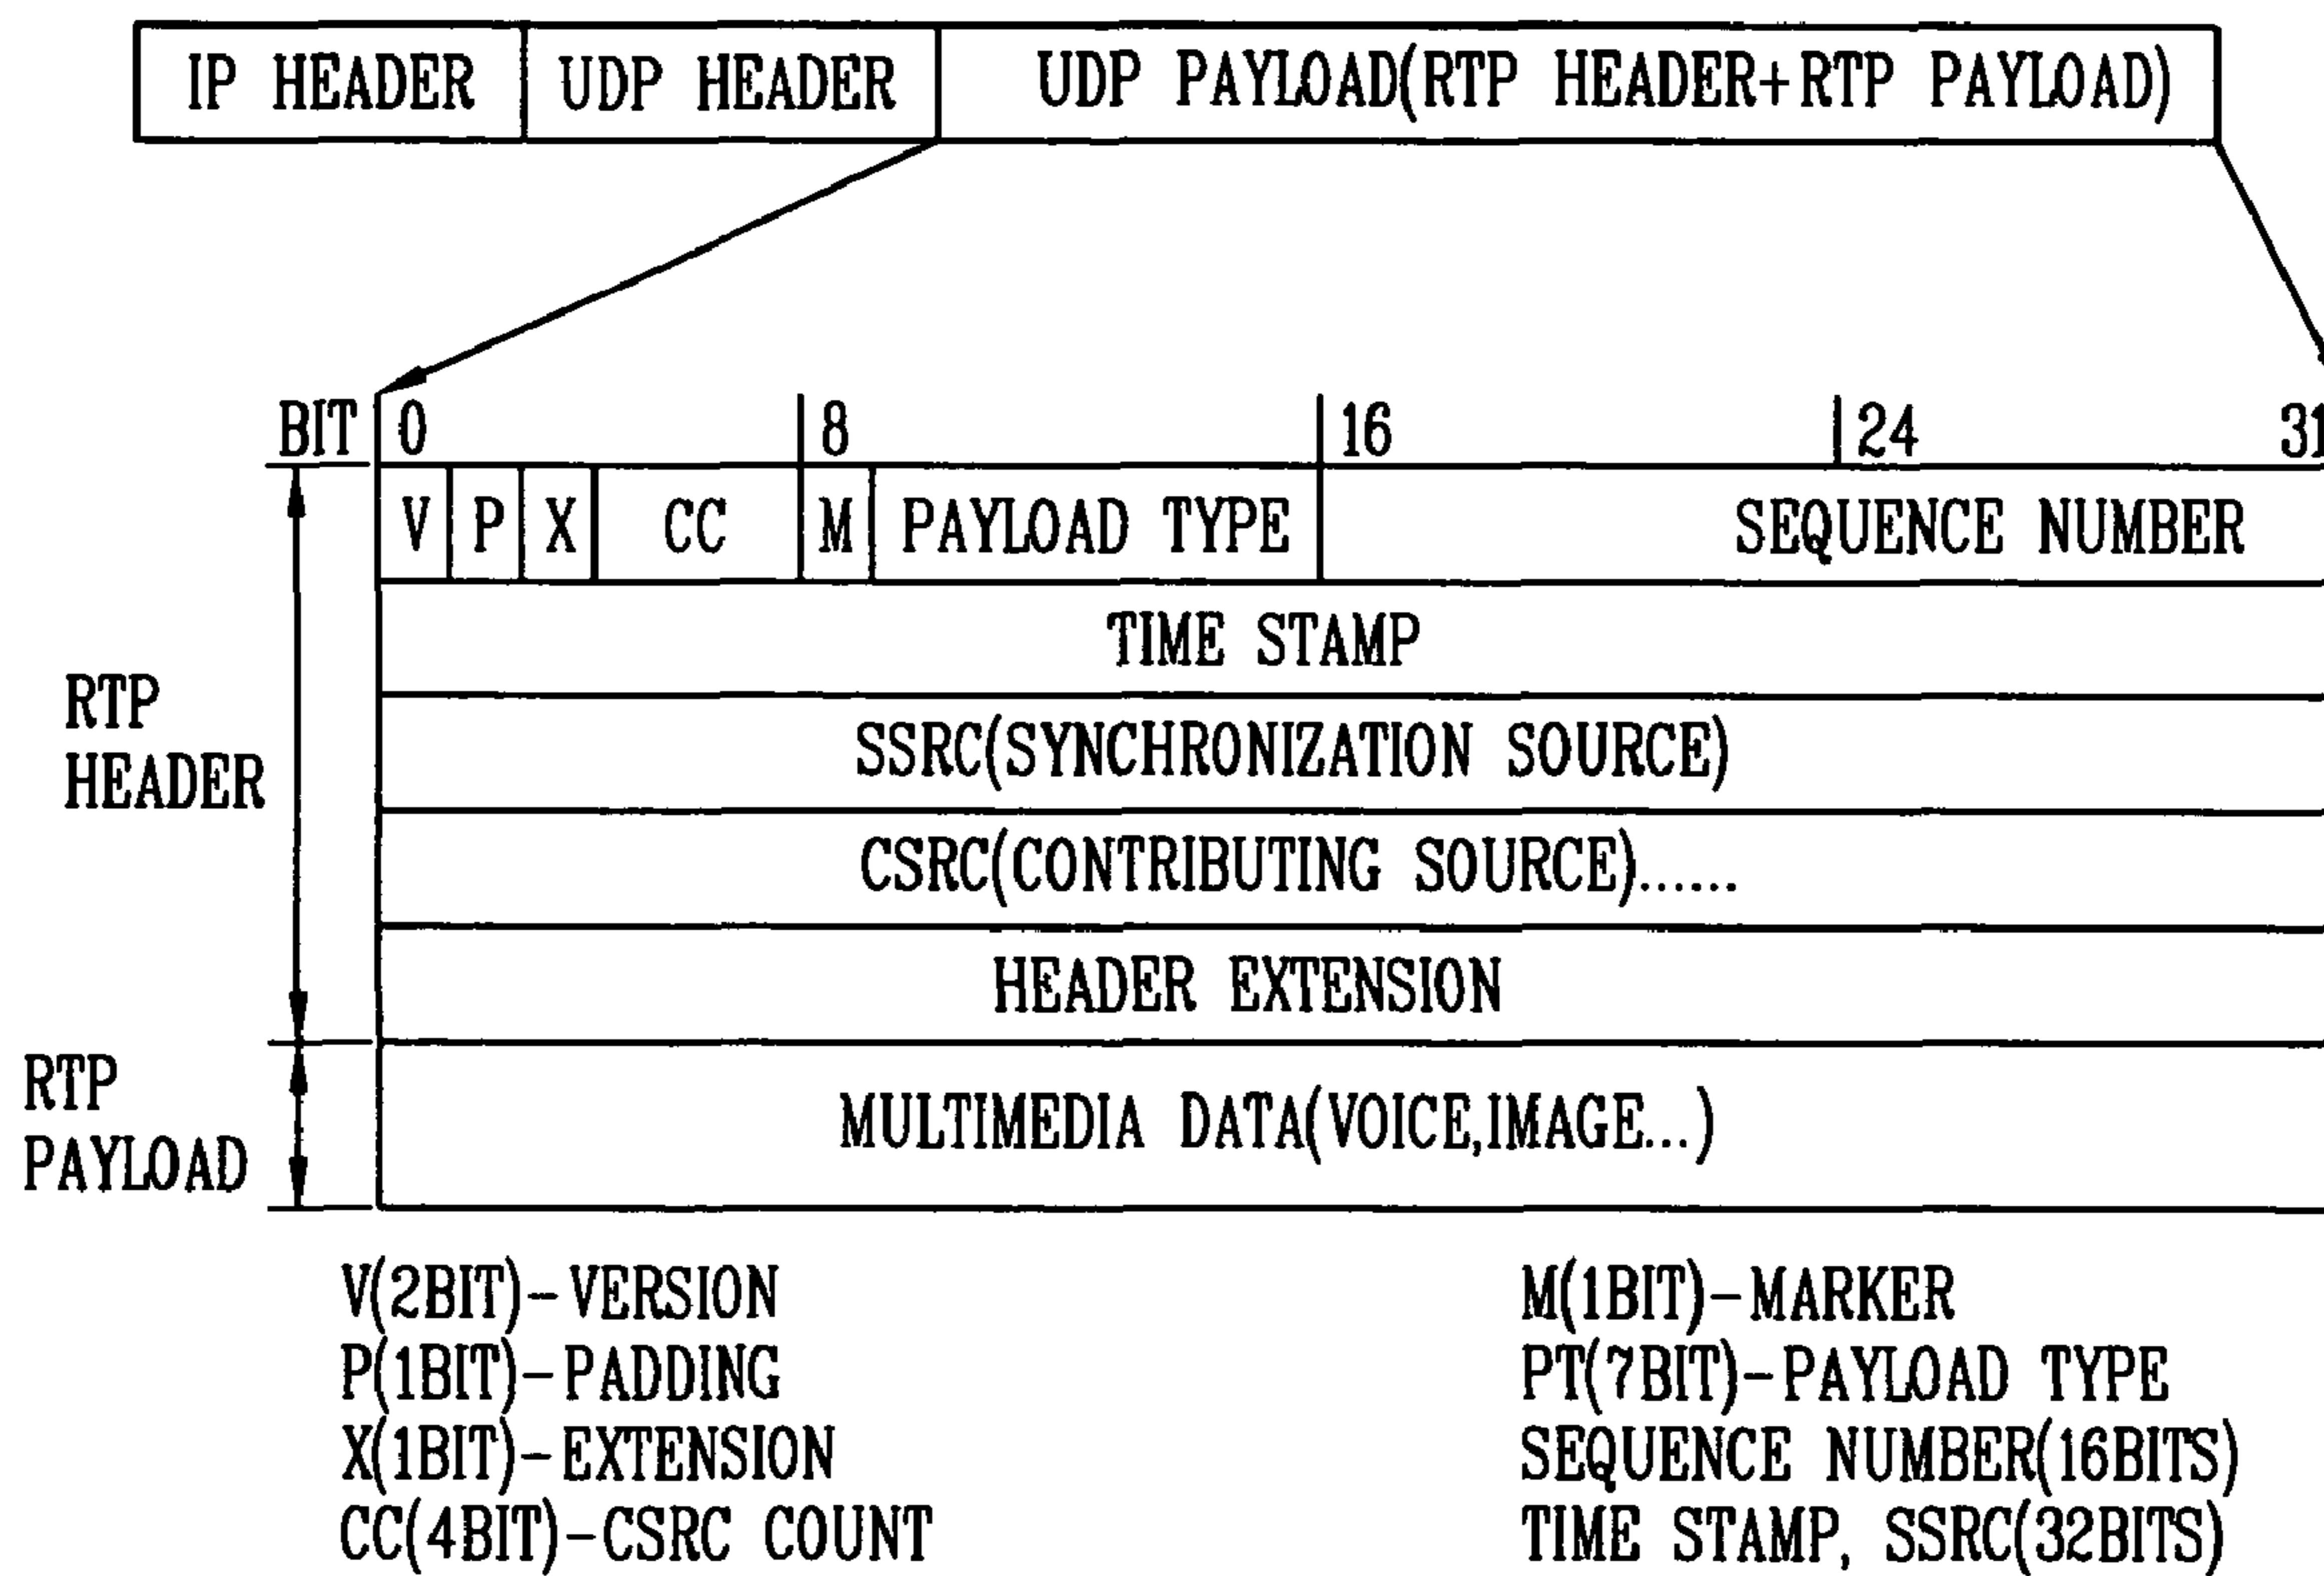 IP HEADER
UDP HEADER
UDP PAYLOAD(RTP HEADER+RTP PAYLOAD)
BIT 0 8 16 24 31
V P X CC M PAYLOAD TYPE SEQUENCE NUMBER
TIME STAMP
RTP
HEADER
SSRC(SYNCHRONIZATION SOURCE)
CSRC(CONTRIBUTING SOURCE)......
HEADER EXTENSION
RTP
PAYLOAD
MULTIMEDIA DATA(VOICE,IMAGE...)
V(2BIT)-VERSION
P(1BIT)-PADDING
X(1BIT)-EXTENSION
CC(4BIT)-CSRC COUNT
M(1BIT)-MARKER
PT(7BIT)-PAYLOAD TYPE
SEQUENCE NUMBER(16BITS)
TIME STAMP, SSRC(32BITS)